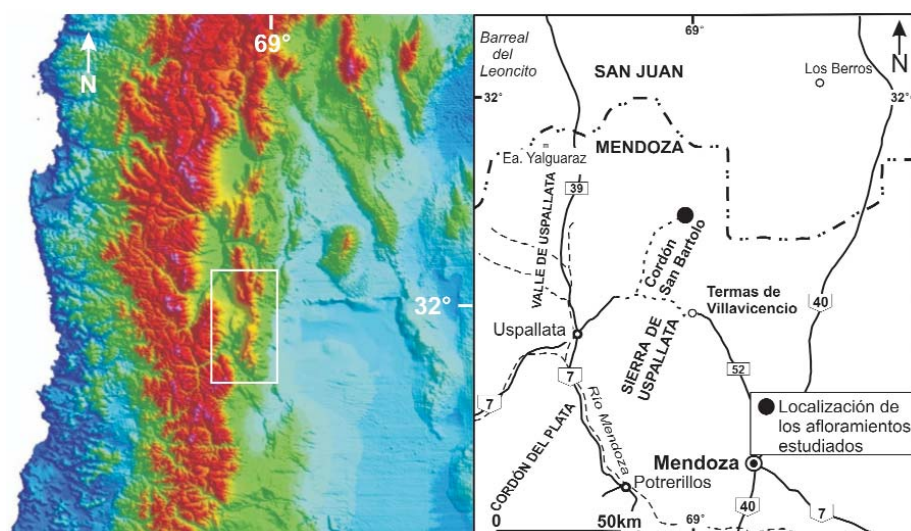 69°
N
32°
69°
N
Barreal
del
Leoncito
SAN JUAN
Los Berros
32°
32°
MENDOZA
Ea. Yalguaraz
39
VALLE DE USPALLATA
Cordón
San Bartolo
40
Termas de
Villavicencio
Uspallata
SIERRA DE
USPALLATA
7
52
7
Río Mendoza
CORDÓN DEL PLATA
Localización de
los afloramientos
estudiados
Mendoza
Potrerillos
40
7
0
50km
69°